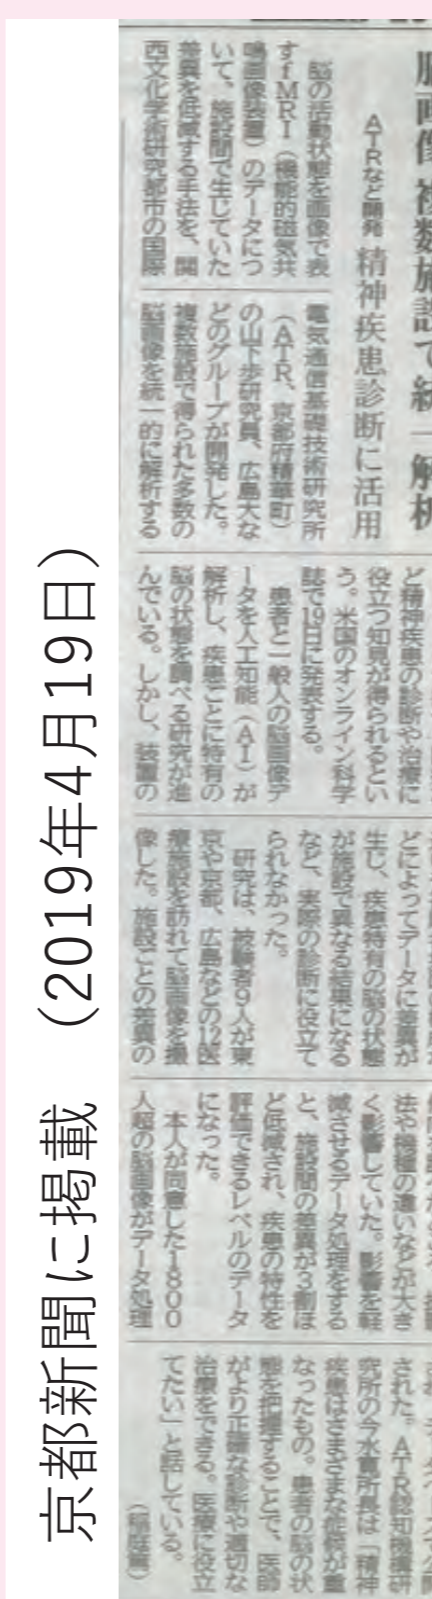 京都新聞に掲載 (2019年4月19日)
脳画像 複数施設で統一解析
ATRなど開発 精神疾患診断に活用
脳の活動状態を画像で表
すfMRI(機能的磁気共
鳴画像装置)のデータにつ
いて、施設間で生じていた
差異を低減する手法を、関
西文化学術研究都市の国際
電気通信基礎技術研究所
(ATR、京都府精華町)
の山下歩研究員、広島大な
どのグループが開発した。
複数施設で得られた多数の
脳画像を統一的に解析する
ど精神疾患の診断や治療に
役立つ知見が得られるとい
う。米国のオンライン科学
誌で19日に発表する。
患者と一般人の脳画像デ
ータを人工知能(AI)が
解析し、疾患ごとに特有の
脳の状態を調べる研究が進
んでいる。しかし、装置の
どによってデータに差異が
生じ、疾患特有の脳の状態
が施設で異なる結果になる
など、実際の診断に役立て
られなかった。
研究は、被験者9人が東
京や京都、広島などの12医
療施設を訪れて脳画像を撮
像した。施設ごとの差異の
法や機種の違いなどが大き
く影響していた。影響を軽
減させるデータ処理をする
と、施設間の差異が3割ほ
ど低減され、疾患の特性を
評価できるレベルのデータ
になった。
本人が同意した1800
人超の脳画像がデータ処理
された。ATR認知機構研
究所の今水寛所長は「精神
疾患はさまざまな症候が重
なったもの。患者の脳の状
態を把握することで、医師
がより正確な診断や適切な
治療をできる。医療に役立
てたい」と話している。
(稲庭篤)